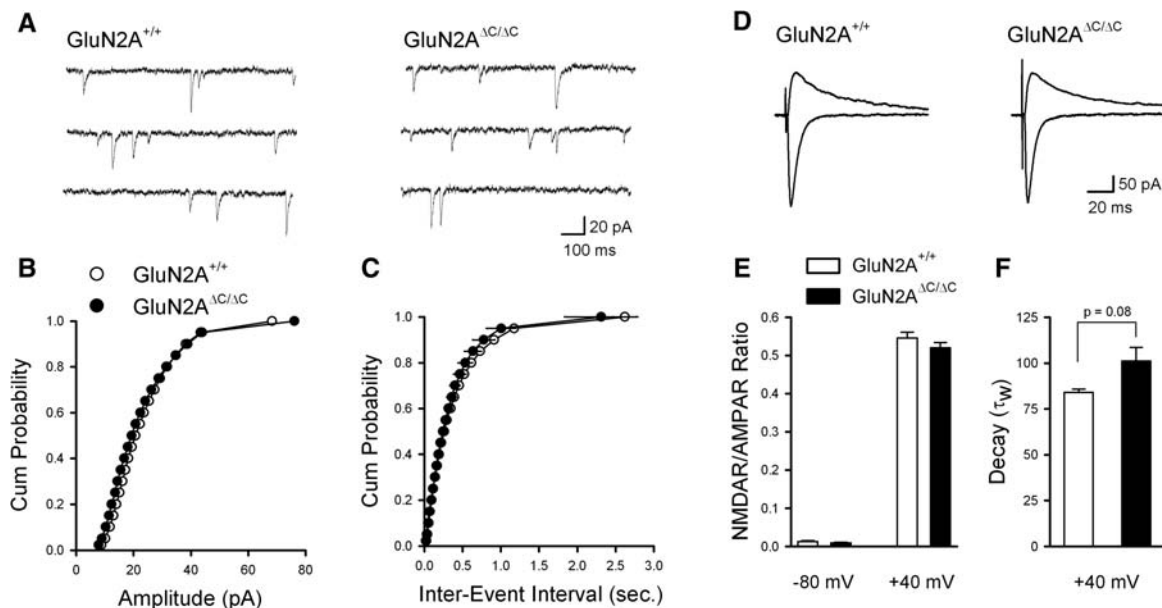 A
GluN2A+/+
GluN2AΔC/ΔC
20 pA
100 ms
B
GluN2A+/+
GluN2AΔC/ΔC
Cum Probability
1.0
0.8
0.6
0.4
0.2
0.0
0 20 40 60 80
Amplitude (pA)
C
Cum Probability
1.0
0.8
0.6
0.4
0.2
0.0
0.0 0.5 1.0 1.5 2.0 2.5 3.0
Inter-Event Interval (sec.)
D
GluN2A+/+
GluN2AΔC/ΔC
50 pA
20 ms
E
GluN2A+/+
GluN2AΔC/ΔC
NMDAR/AMPAR Ratio
0.6
0.5
0.4
0.3
0.2
0.1
0.0
-80 mV +40 mV
F
p = 0.08
Decay (τw)
125
100
75
50
25
0
+40 mV